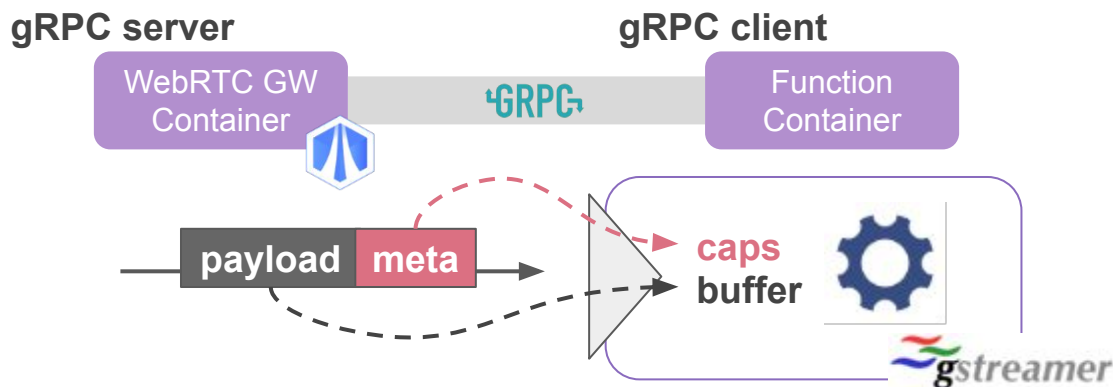 gRPC server
gRPC client
WebRTC GW
Container
GRPC
Function
Container
payload
meta
caps
buffer
gstreamer